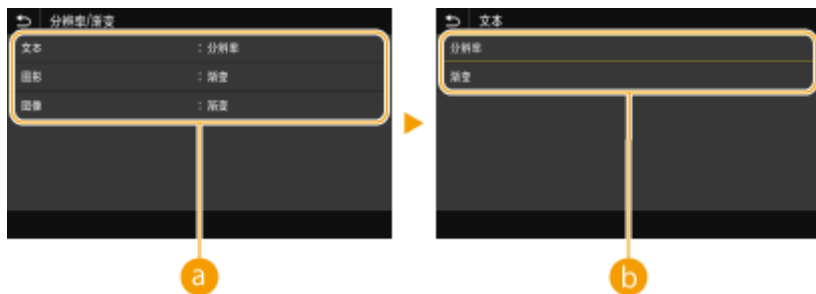 分辨率/渐变
文本 : 分辨率
图形 : 渐变
图像 : 渐变
a
文本
分辨率
渐变
b